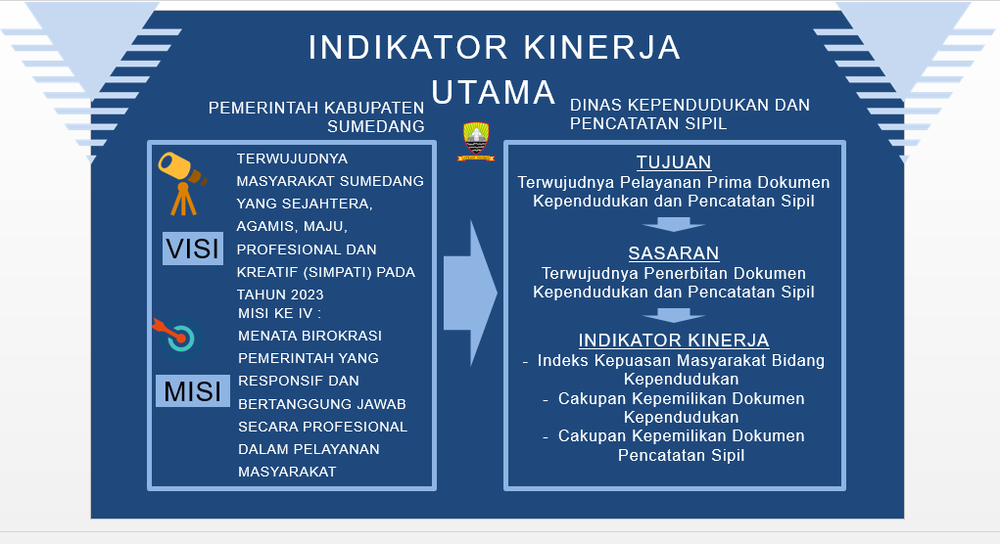 INDIKATOR KINERJA
UTAMA
PEMERINTAH KABUPATEN
SUMEDANG
TERWUJUDNYA
MASYARAKAT SUMEDANG
YANG SEJAHTERA,
AGAMIS, MAJU,
PROFESIONAL DAN
KREATIF (SIMPATI) PADA
TAHUN 2023
VISI
MISI KE IV :
MENATA BIROKRASI
PEMERINTAH YANG
RESPONSIF DAN
BERTANGGUNG JAWAB
SECARA PROFESIONAL
DALAM PELAYANAN
MASYARAKAT
MISI
DINAS KEPENDUDUKAN DAN
PENCATATAN SIPIL
TUJUAN
Terwujudnya Pelayanan Prima Dokumen
Kependudukan dan Pencatatan Sipil
SASARAN
Terwujudnya Penerbitan Dokumen
Kependudukan dan Pencatatan Sipil
INDIKATOR KINERJA
- Indeks Kepuasan Masyarakat Bidang
Kependudukan
- Cakupan Kepemilikan Dokumen
Kependudukan
- Cakupan Kepemilikan Dokumen
Pencatatan Sipil